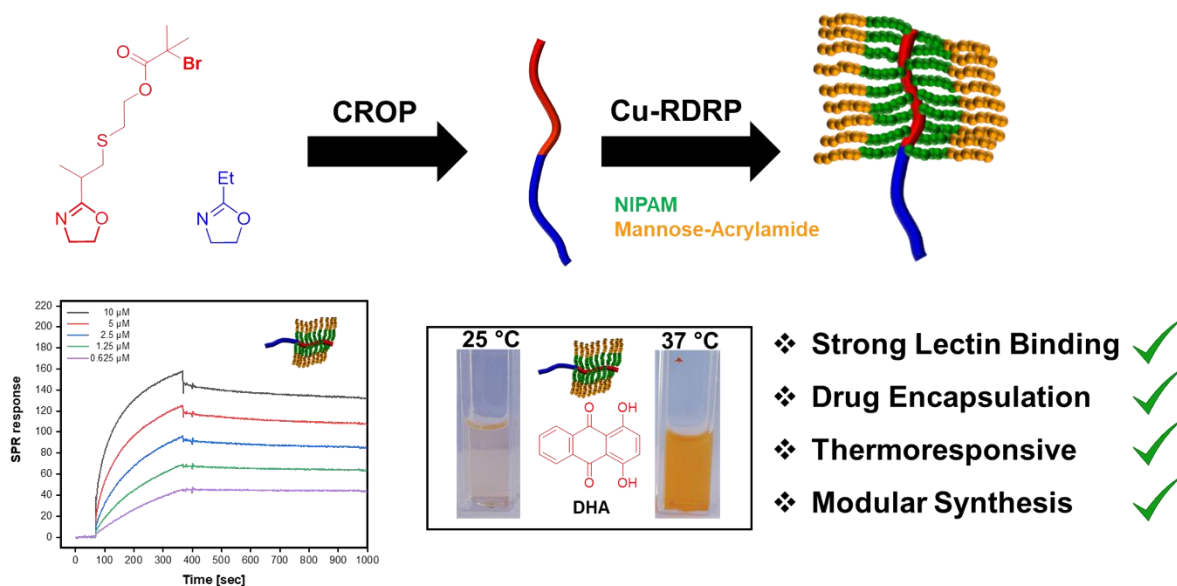 O
Br
O
S
N
O
Et
N
O
CROP
Cu-RDRP
NIPAM
Mannose-Acrylamide
SPR response
220
200
180
160
140
120
100
80
60
40
20
0
10 µM
5 µM
2.5 µM
1.25 µM
0.625 µM
0 100 200 300 400 500 600 700 800 900 1000
Time [sec]
25 °C
37 °C
O
OH
O
OH
DHA
❖ Strong Lectin Binding ✓
❖ Drug Encapsulation ✓
❖ Thermoresponsive ✓
❖ Modular Synthesis ✓